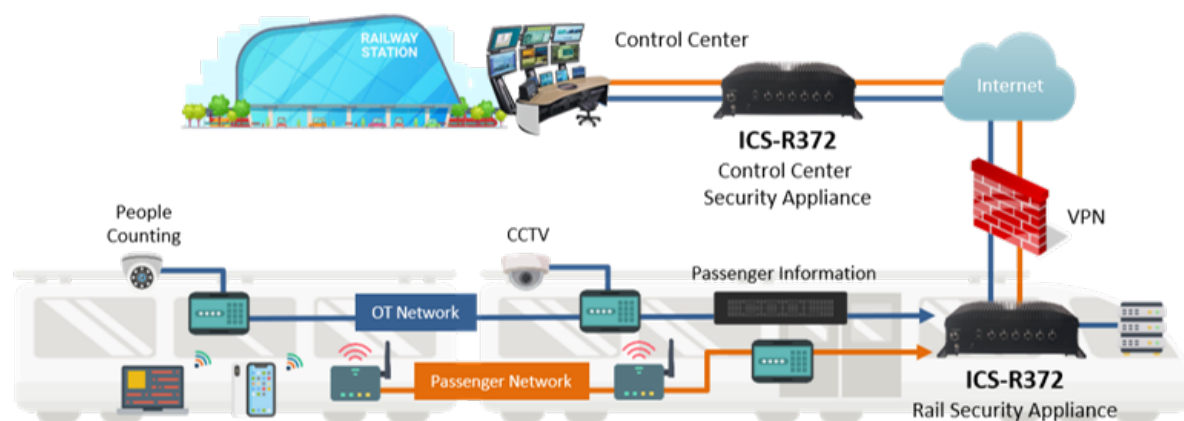 RAILWAY
STATION
Control Center
Internet
ICS-R372
Control Center
Security Appliance
VPN
People
Counting
CCTV
Passenger Information
OT Network
Passenger Network
ICS-R372
Rail Security Appliance